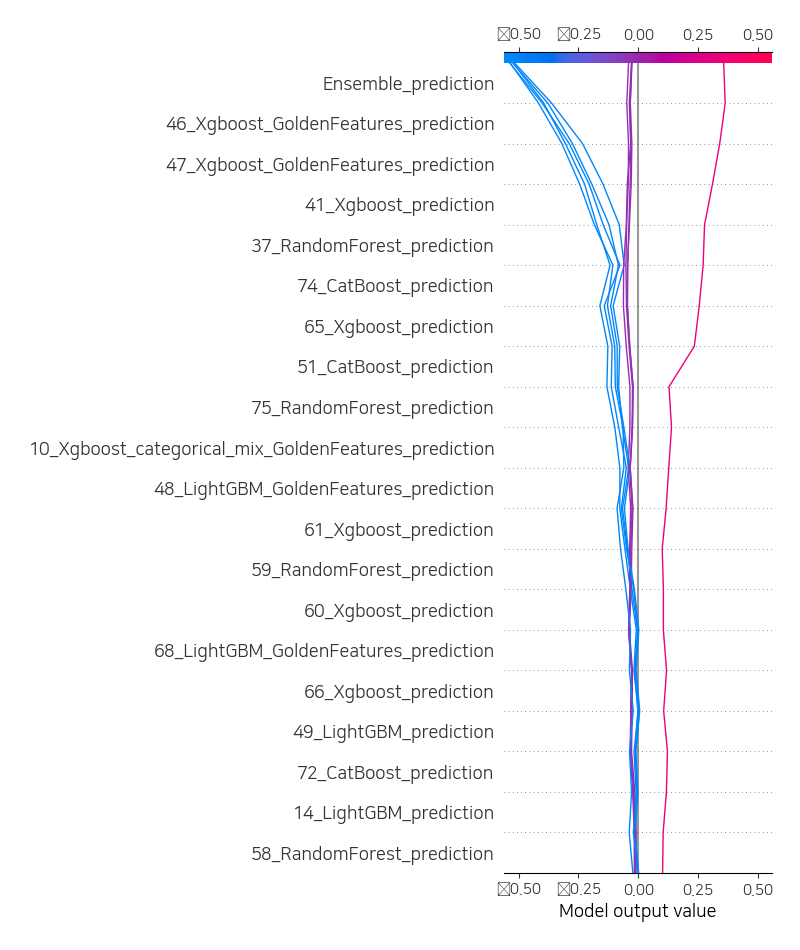 0.50 0.25 0.00 0.25 0.50
Ensemble_prediction
46_Xgboost_GoldenFeatures_prediction
47_Xgboost_GoldenFeatures_prediction
41_Xgboost_prediction
37_RandomForest_prediction
74_CatBoost_prediction
65_Xgboost_prediction
51_CatBoost_prediction
75_RandomForest_prediction
10_Xgboost_categorical_mix_GoldenFeatures_prediction
48_LightGBM_GoldenFeatures_prediction
61_Xgboost_prediction
59_RandomForest_prediction
60_Xgboost_prediction
68_LightGBM_GoldenFeatures_prediction
66_Xgboost_prediction
49_LightGBM_prediction
72_CatBoost_prediction
14_LightGBM_prediction
58_RandomForest_prediction
0.50 0.25 0.00 0.25 0.50
Model output value